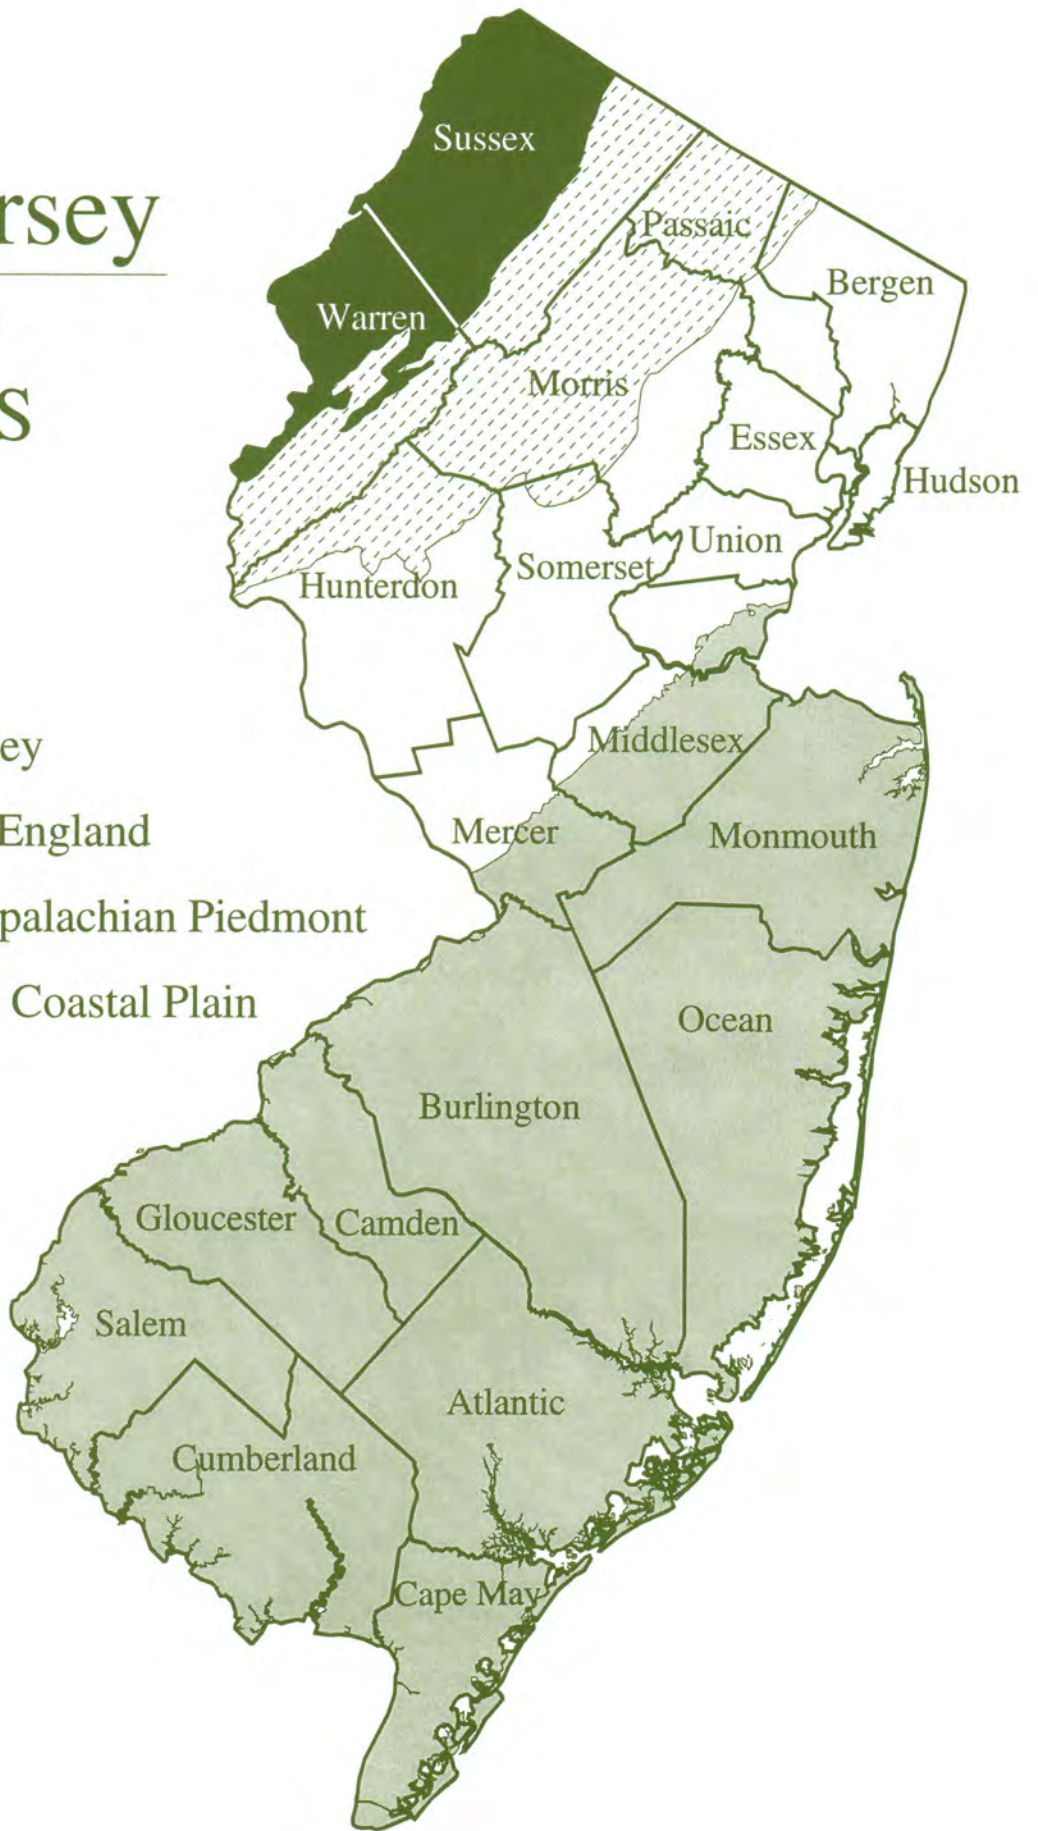 rsey
s
ey
England
palachian Piedmont
Coastal Plain
Sussex
Passaic
Bergen
Warren
Morris
Essex
Hudson
Union
Somerset
Hunterdon
Middlesex
Mercer
Monmouth
Ocean
Burlington
Gloucester
Camden
Salem
Atlantic
Cumberland
Cape May